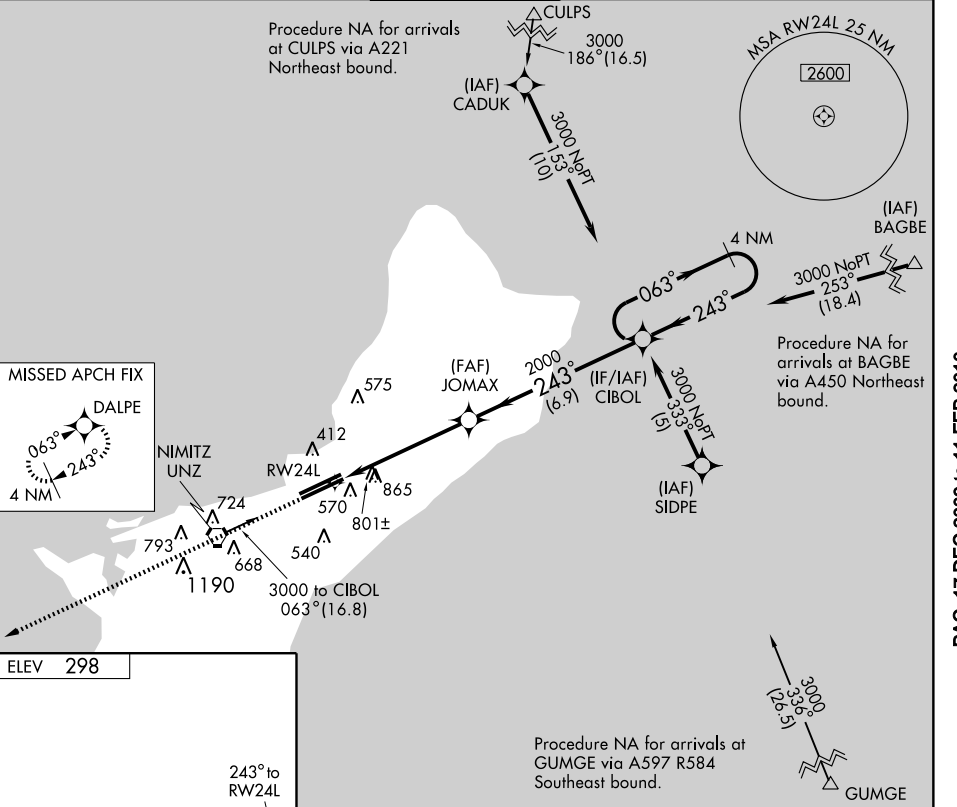 Procedure NA for arrivals
at CULPS via A221
Northeast bound.
CULPS
3000
186°(16.5)
(IAF)
CADUK
3000 NoPT
153°
(10)
MSA RW24L 25 NM
2600
(IAF)
BAGBE
4 NM
3000 NoPT
253°
(18.4)
063°
243°
Procedure NA for
arrivals at BAGBE
via A450 Northeast
bound.
(FAF)
JOMAX
2000
243°
(6.9)
(IF/IAF)
CIBOL
3000 NoPT
333°
(5)
(IAF)
SIDPE
MISSED APCH FIX
DALPE
063°
243°
4 NM
575
412
NIMITZ
UNZ
RW24L
865
570
801±
724
793
668
540
1190
3000 to CIBOL
063°(16.8)
ELEV 298
243° to
RW24L
3000
336°
(26.5)
Procedure NA for arrivals at
GUMGE via A597 R584
Southeast bound.
GUMGE